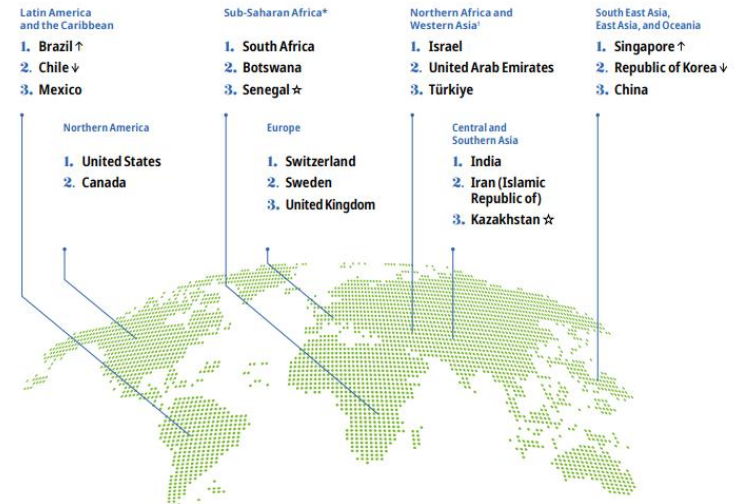 Latin America
and the Caribbean
1. Brazil ↑
2. Chile ↓
3. Mexico
Sub-Saharan Africa*
1. South Africa
2. Botswana
3. Senegal ☆
Northern Africa and
Western Asia¹
1. Israel
2. United Arab Emirates
3. Türkiye
South East Asia,
East Asia, and Oceania
1. Singapore ↑
2. Republic of Korea ↓
3. China
Northern America
1. United States
2. Canada
Europe
1. Switzerland
2. Sweden
3. United Kingdom
Central and
Southern Asia
1. India
2. Iran (Islamic
Republic of)
3. Kazakhstan ☆